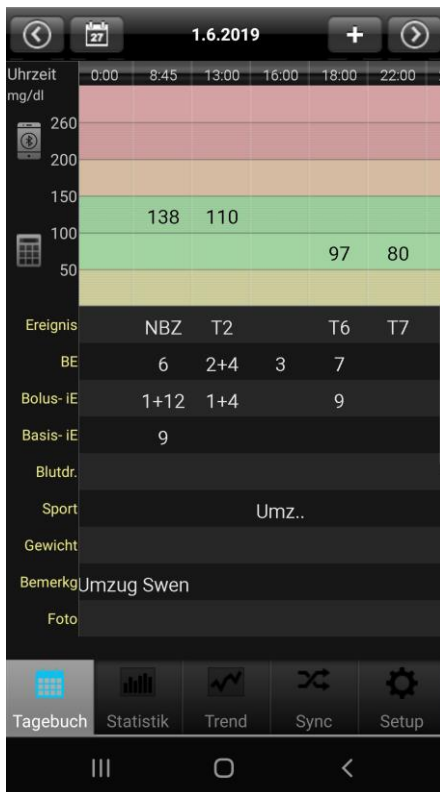 27 1.6.2019 +
Uhrzeit 0:00 8:45 13:00 16:00 18:00 22:00
mg/dl
260
200
150
138 110
100
97 80
50
Ereignis NBZ T2 T6 T7
BE 6 2+4 3 7
Bolus- iE 1+12 1+4 9
Basis- iE 9
Blutdr.
Sport Umz..
Gewicht
Bemerkg Umzug Swen
Foto
Tagebuch Statistik Trend Sync Setup